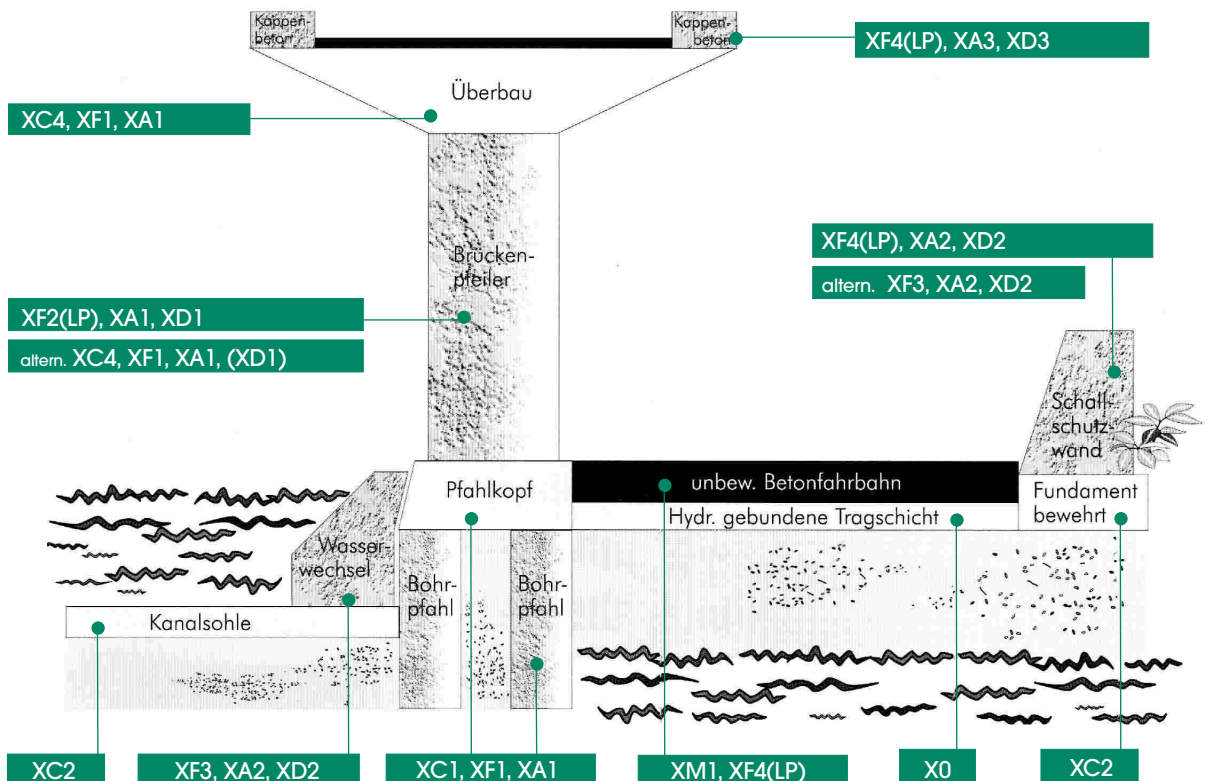 Kappen-
beton
Kappen-
beton
XF4(LP), XA3, XD3
Überbau
XC4, XF1, XA1
Brücken-
pfeiler
XF4(LP), XA2, XD2
altern. XF3, XA2, XD2
XF2(LP), XA1, XD1
altern. XC4, XF1, XA1, (XD1)
Schall-
schutz-
wand
Pfahlkopf
unbew. Betonfahrbahn
Hydr. gebundene Tragschicht
Fundament
bewehrt
Wasser-
wechsel
Bohr-
pfahl
Bohr-
pfahl
Kanalsohle
XC2
XF3, XA2, XD2
XC1, XF1, XA1
XM1, XF4(LP)
X0
XC2